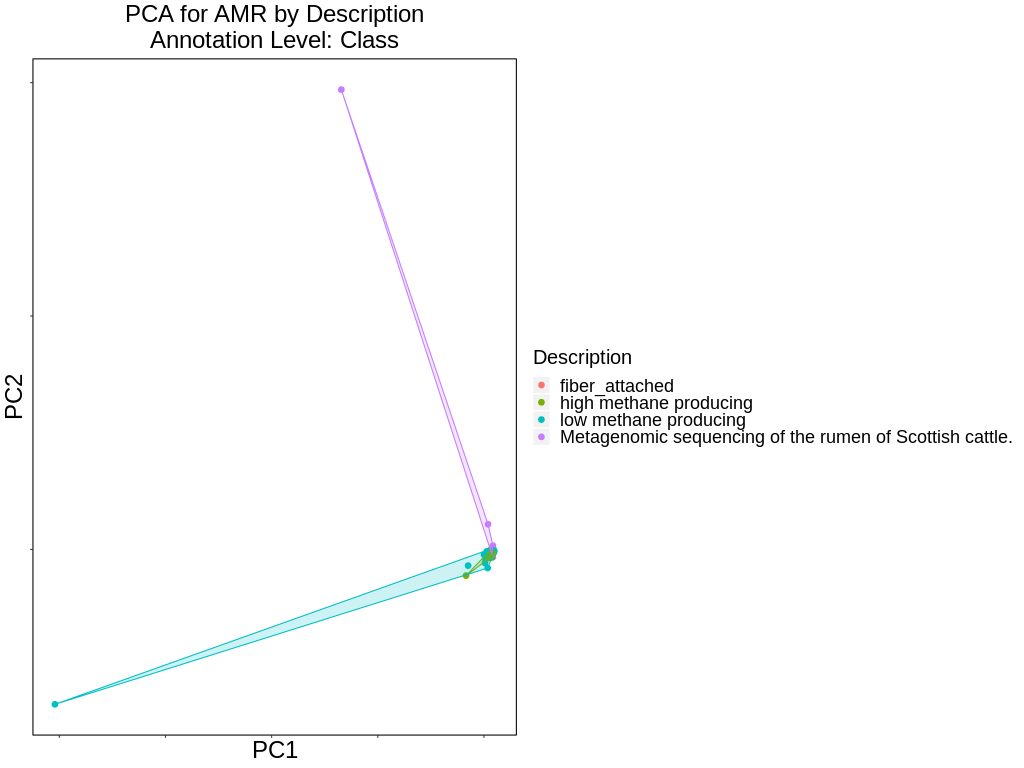 PCA for AMR by Description
Annotation Level: Class
PC2
PC1
Description
fiber_attached
high methane producing
low methane producing
Metagenomic sequencing of the rumen of Scottish cattle.